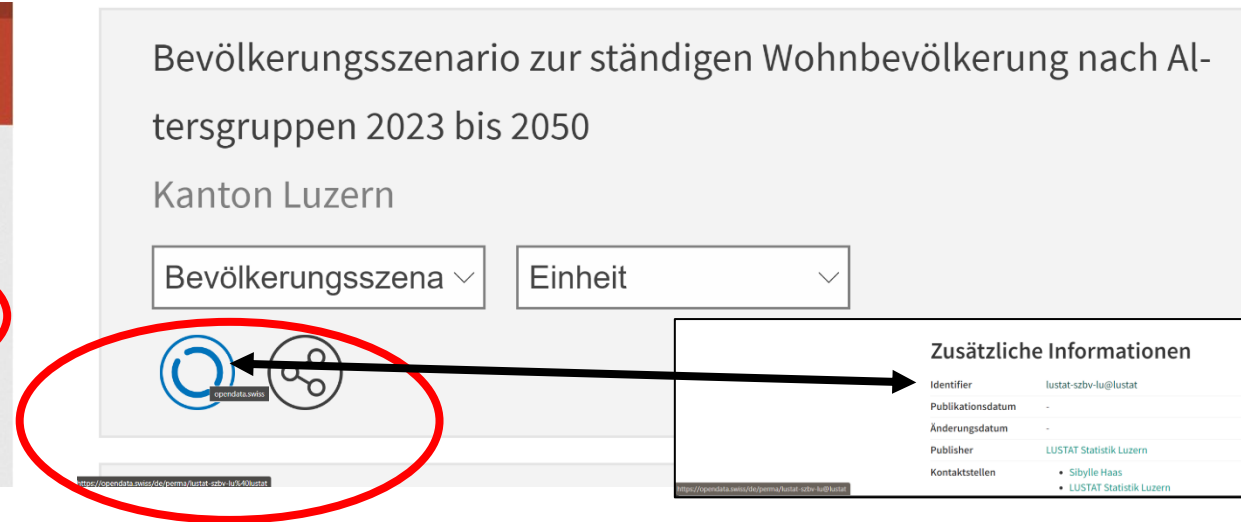 Bevölkerungsszenario zur ständigen Wohnbevölkerung nach Al-
tersgruppen 2023 bis 2050
Kanton Luzern
Bevölkerungsszena
Einheit
opendata.swiss
https://opendata.swiss/de/perma/lustat-szbv-lu%40lustat
Zusätzliche Informationen
Identifier lustat-szbv-lu@lustat
Publikationsdatum -
Änderungsdatum -
Publisher LUSTAT Statistik Luzern
Kontaktstellen • Sibylle Haas
• LUSTAT Statistik Luzern
https://opendata.swiss/de/perma/lustat-szbv-lu@lustat